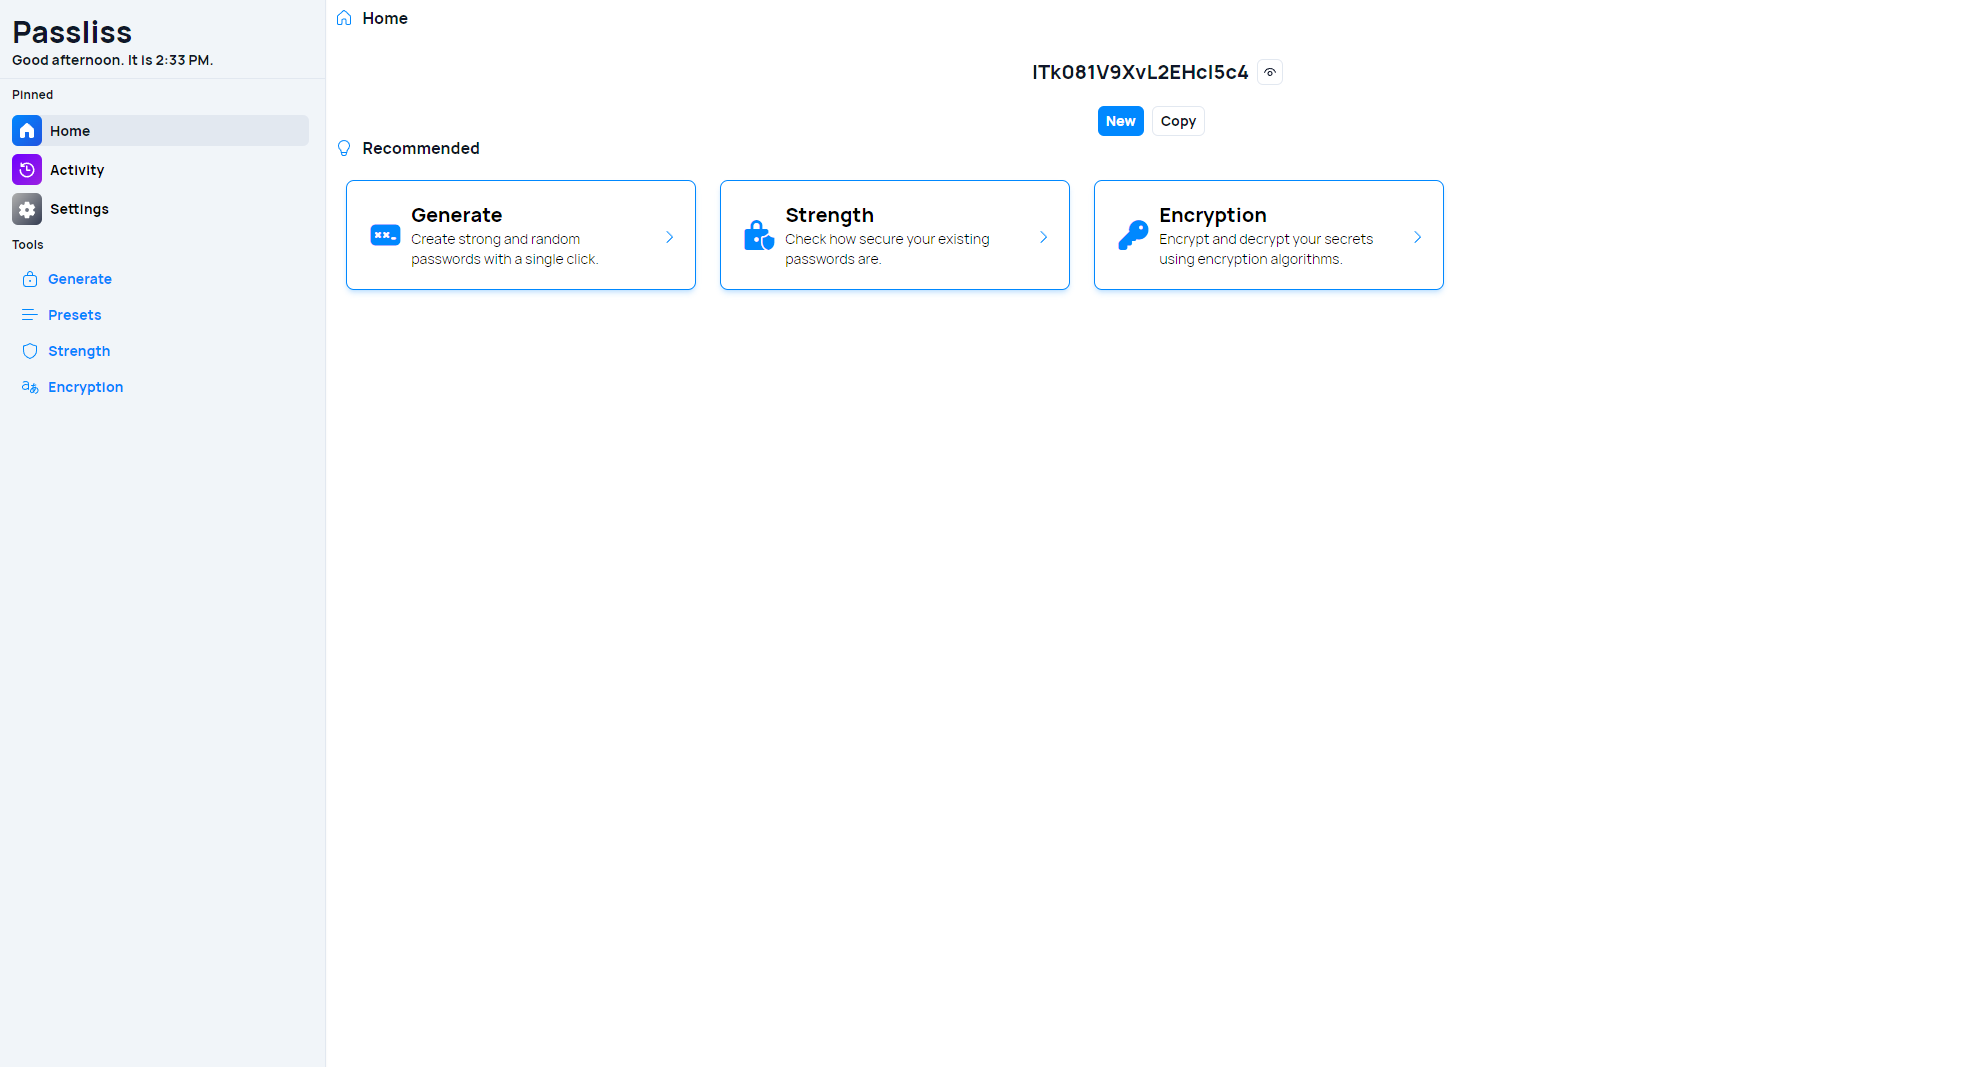 Passliss
Good afternoon. It is 2:33 PM.
Pinned
Home
Activity
Settings
Tools
Generate
Presets
Strength
Encryption
Home
lTk081V9XvL2EHcl5c4
New
Copy
Recommended
Generate
Create strong and random
passwords with a single click.
Strength
Check how secure your existing
passwords are.
Encryption
Encrypt and decrypt your secrets
using encryption algorithms.